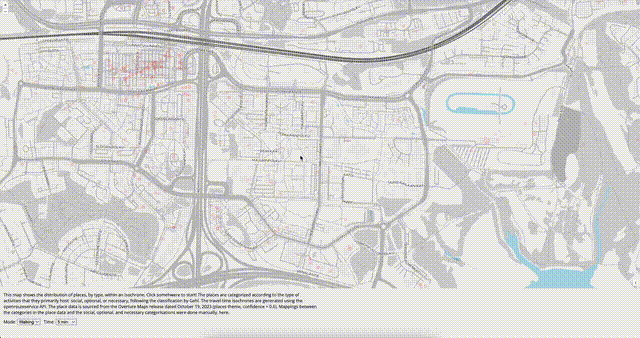 This map shows the distribution of places, by type, within an isochrone. Click somewhere to start! The places are categorized according to the type of
activities that they primarily host: social, optional, or necessary, following the classification by Gehl. The travel time isochrones are generated using the
openrouteservice API. The place data is sourced from the Overture Maps release dated October 19, 2023 (places theme, confidence > 0.6). Mappings between
the categories in the place data and the social, optional, and necessary categorisations were done manually, here.
Mode: Walking Time: 5 min